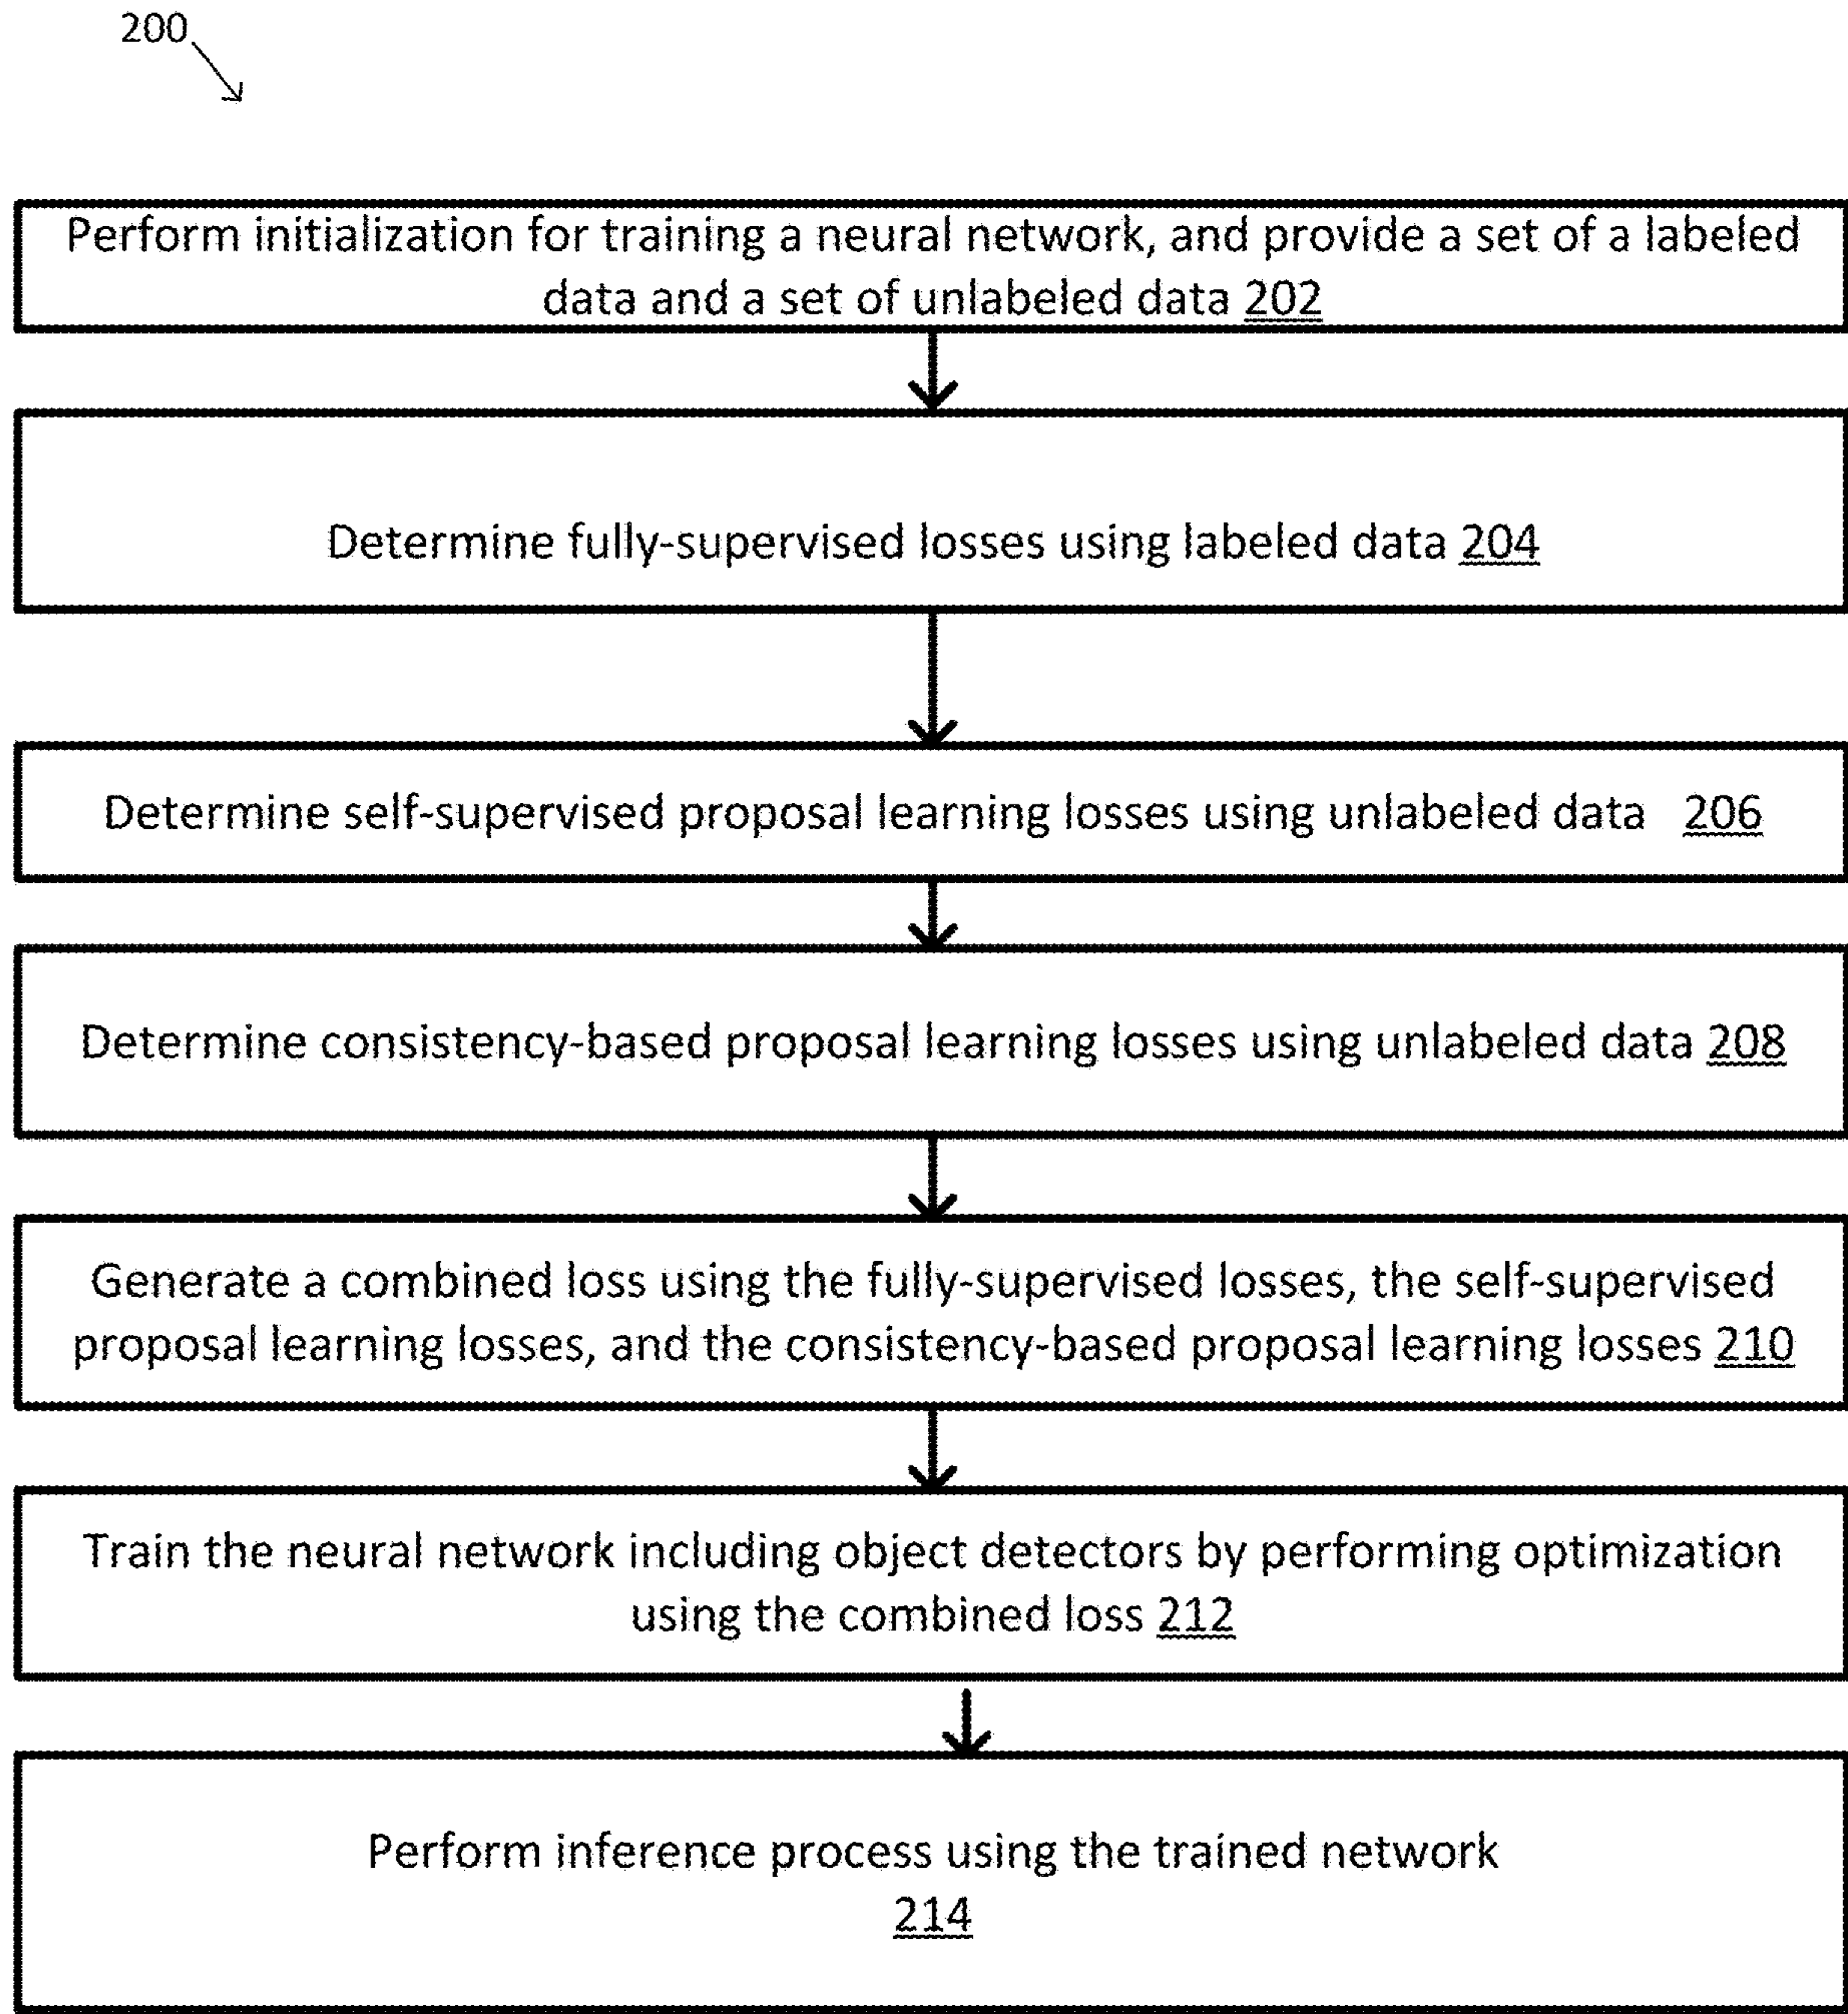 200
Perform initialization for training a neural network, and provide a set of a labeled
data and a set of unlabeled data 202
Determine fully-supervised losses using labeled data 204
Determine self-supervised proposal learning losses using unlabeled data 206
Determine consistency-based proposal learning losses using unlabeled data 208
Generate a combined loss using the fully-supervised losses, the self-supervised
proposal learning losses, and the consistency-based proposal learning losses 210
Train the neural network including object detectors by performing optimization
using the combined loss 212
Perform inference process using the trained network
214